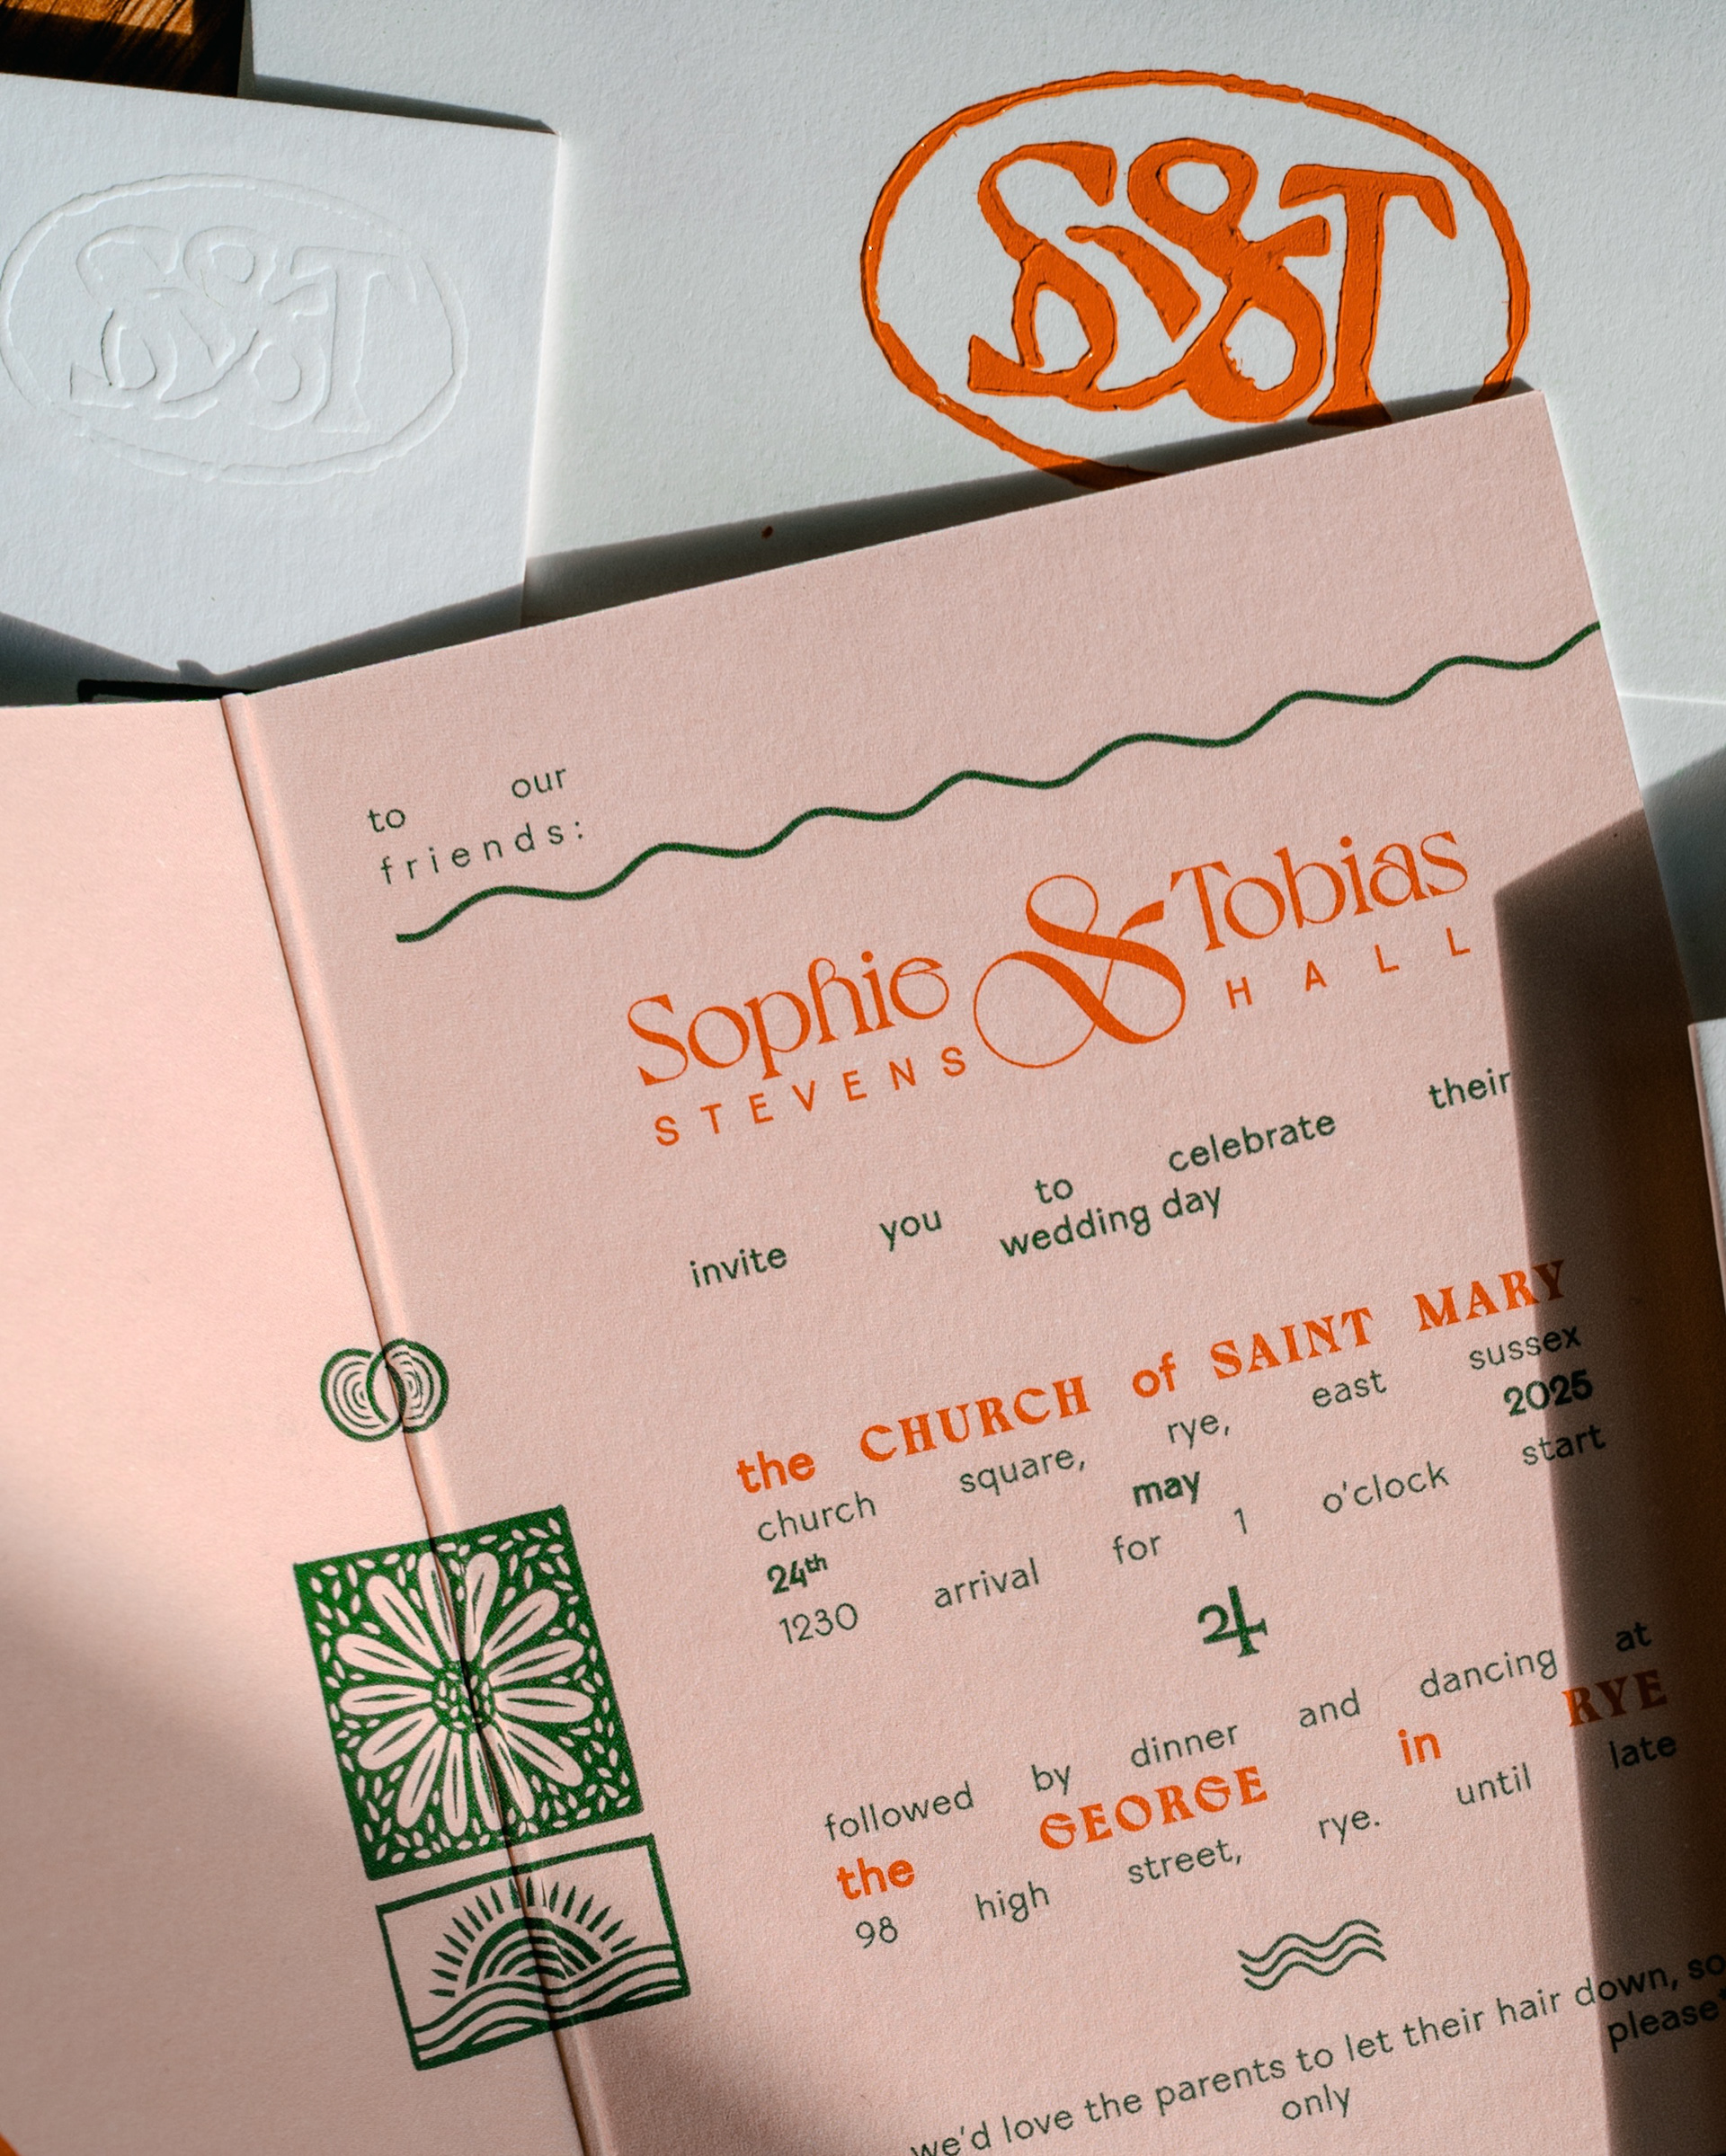 S&T
S&T
to our
friends:
Sophie & Tobias
STEVENS HALL
invite you to celebrate their
wedding day
the CHURCH of SAINT MARY
church square, rye, east sussex
24th may 2025
1230 arrival for 1 o'clock start
followed by dinner and dancing at
the GEORGE in RYE
98 high street, rye. until late
we'd love the parents to let their hair down, so
only please